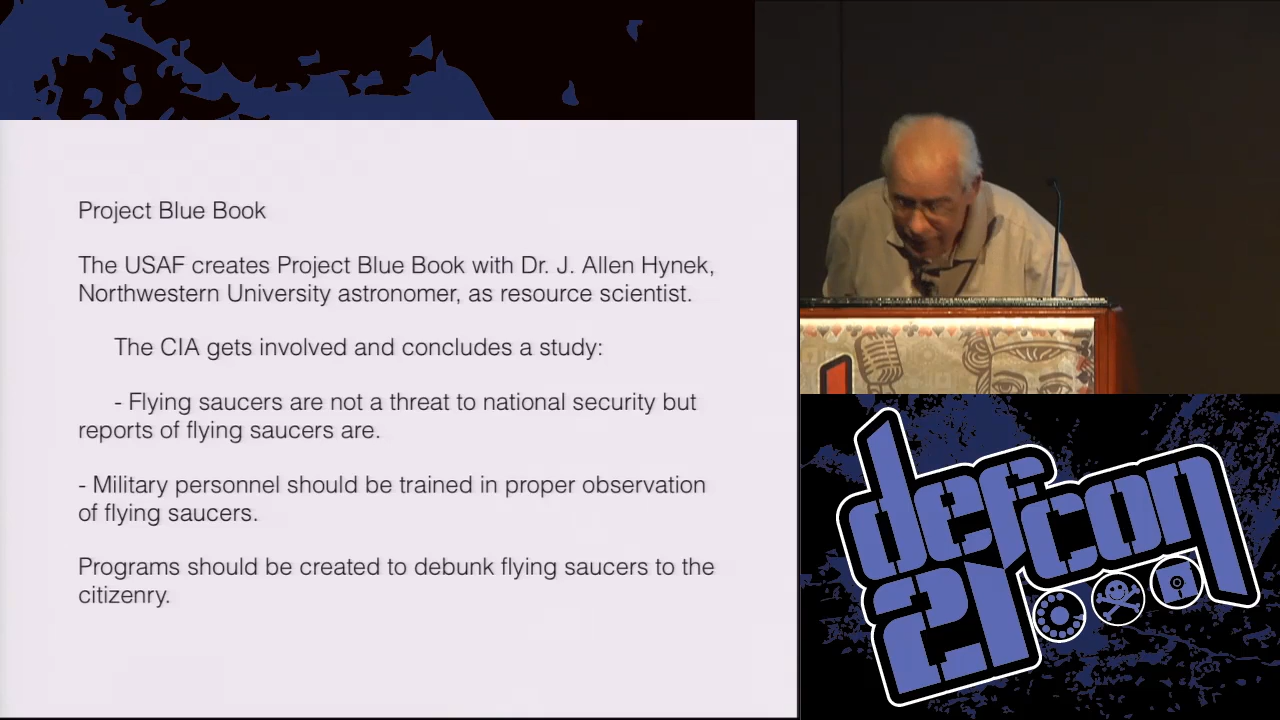 Project Blue Book
The USAF creates Project Blue Book with Dr. J. Allen Hynek,
Northwestern University astronomer, as resource scientist.
The CIA gets involved and concludes a study:
- Flying saucers are not a threat to national security but
reports of flying saucers are.
- Military personnel should be trained in proper observation
of flying saucers.
Programs should be created to debunk flying saucers to the
citizenry.
defcon
21